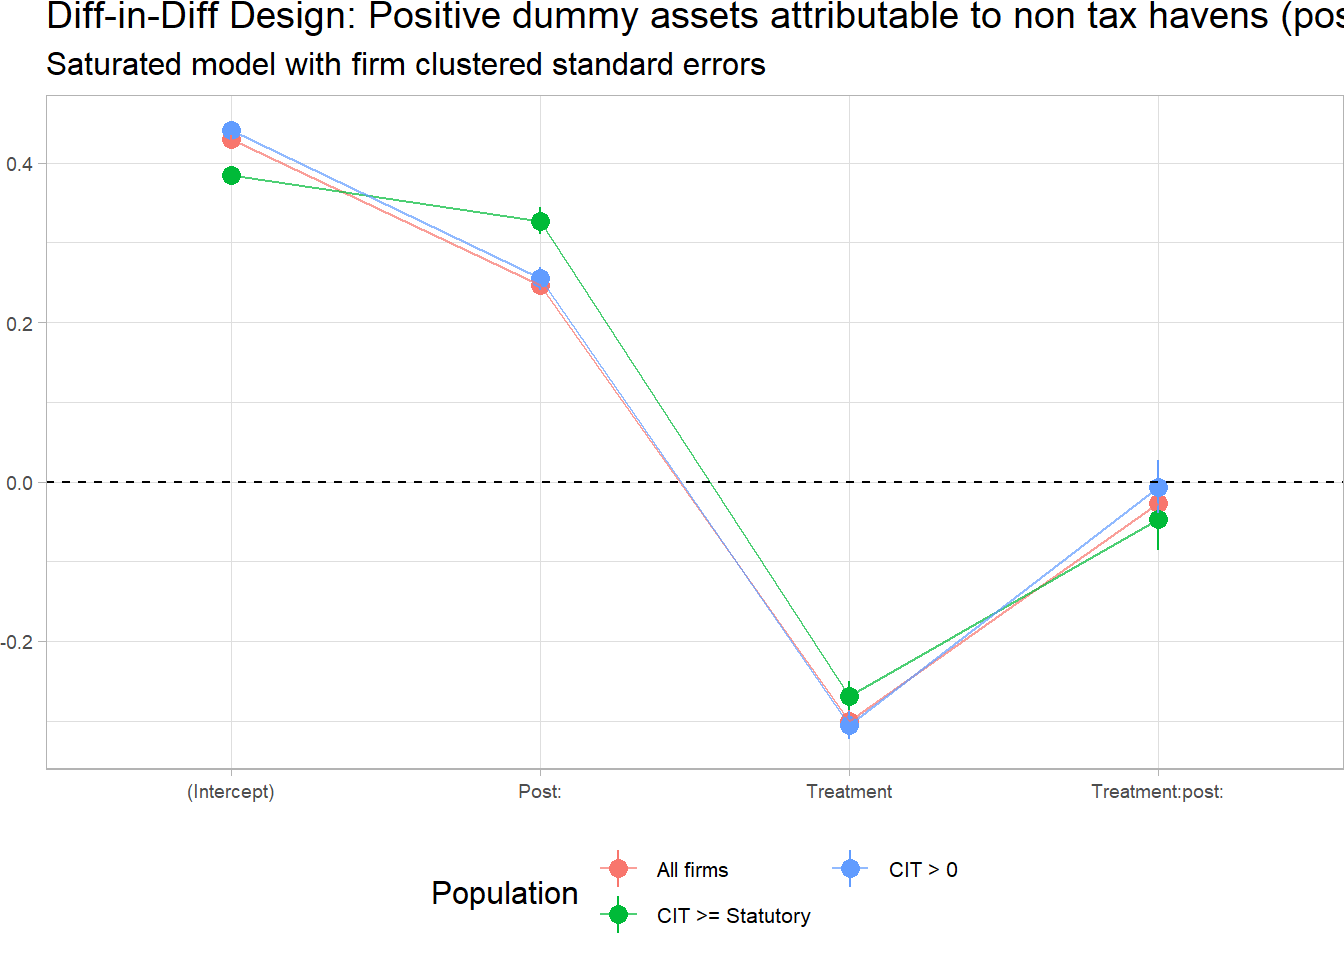 Diff-in-Diff Design: Positive dummy assets attributable to non tax havens (pos
Saturated model with firm clustered standard errors
0.4
0.2
0.0
-0.2
(Intercept) Post: Treatment Treatment:post:
Population
All firms CIT > 0
CIT >= Statutory